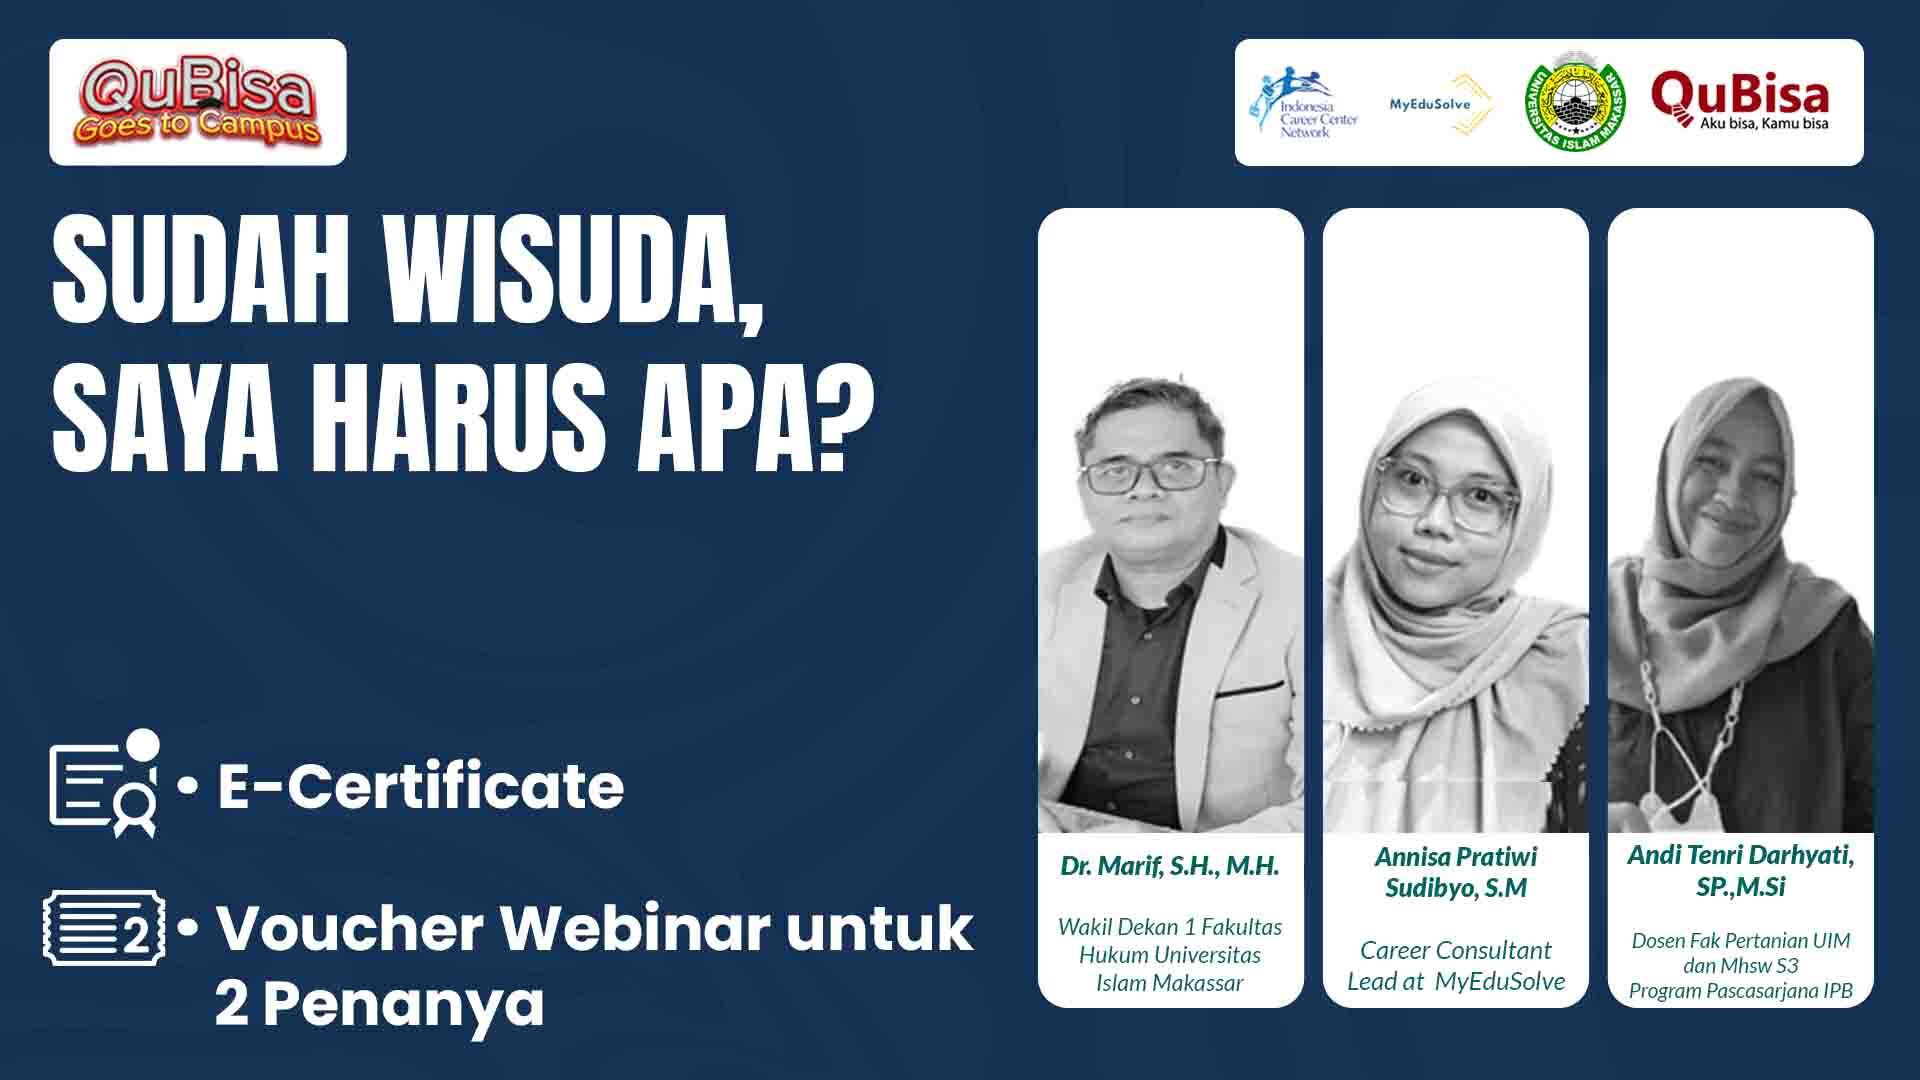 QuBisa
Goes to Campus
Indonesia
Career Center
Network
MyEduSolve
UNIVERSITAS ISLAM MAKASSAR
QuBisa
Aku bisa, Kamu bisa
SUDAH WISUDA,
SAYA HARUS APA?
• E-Certificate
2
• Voucher Webinar untuk
2 Penanya
Dr. Marif, S.H., M.H.
Wakil Dekan 1 Fakultas
Hukum Universitas
Islam Makassar
Annisa Pratiwi
Sudibyo, S.M
Career Consultant
Lead at MyEduSolve
Andi Tenri Darhyati,
SP.,M.Si
Dosen Fak Pertanian UIM
dan Mhsw S3
Program Pascasarjana IPB